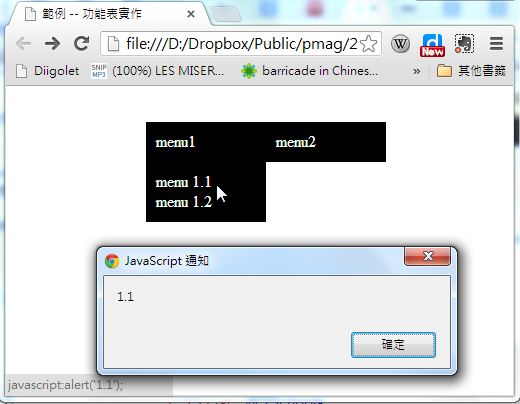 範例 -- 功能表實作
file:///D:/Dropbox/Public/pmag/2
New
Diigolet
SNIP MP3
(100%) LES MISER...
barricade in Chines...
»
其他書籤
menu1 menu2
menu 1.1
menu 1.2
JavaScript 通知
1.1
確定
javascript:alert('1.1');